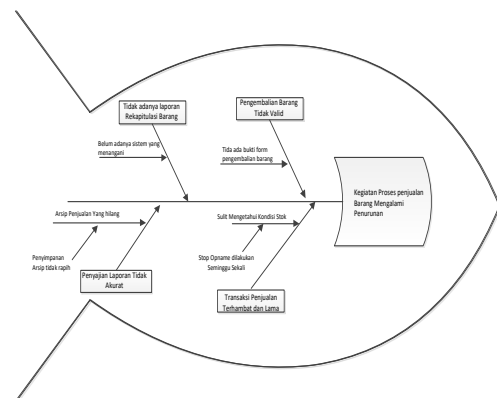 Tidak adanya laporan
Rekapitulasi Barang
Pengembalian Barang
Tidak Valid
Belum adanya sistem yang
menangani
Tida ada bukti form
pengembalian barang
Kegiatan Proses penjualan
Barang Mengalami
Penurunan
Arsip Penjualan Yang hilang
Sulit Mengetahui Kondisi Stok
Penyimpanan
Arsip tidak rapih
Stop Opname dilakukan
Seminggu Sekali
Penyajian Laporan Tidak
Akurat
Transaksi Penjualan
Terhambat dan Lama